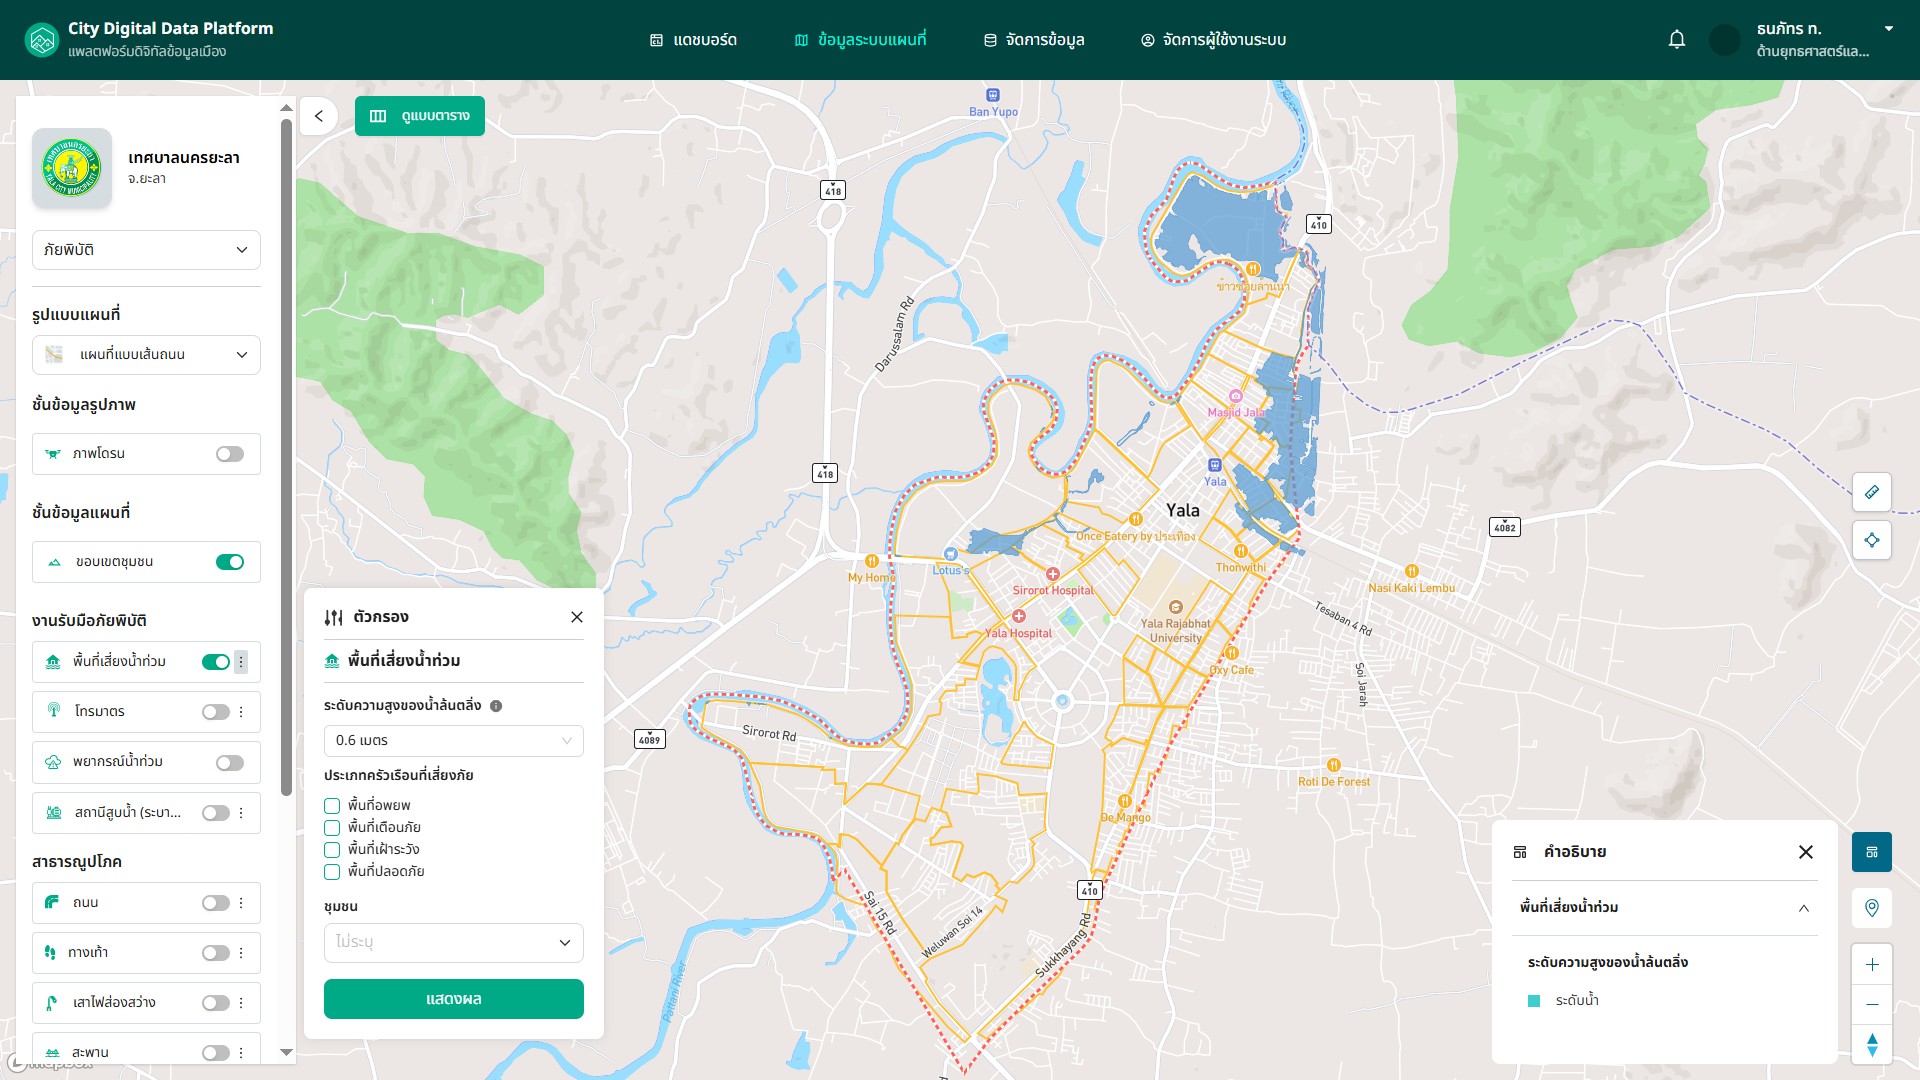 City Digital Data Platform
แพลตฟอร์มดิจิทัลข้อมูลเมือง
แดชบอร์ด
ข้อมูลระบบแผนที่
จัดการข้อมูล
จัดการผู้ใช้งานระบบ
ธนภัทร ท.
ด้านยุทธศาสตร์แล...
เทศบาลนครยะลา
จ.ยะลา
ภัยพิบัติ
รูปแบบแผนที่
แผนที่แบบเส้นถนน
ชั้นข้อมูลรูปภาพ
ภาพโดรน
ชั้นข้อมูลแผนที่
ขอบเขตชุมชน
งานรับมือภัยพิบัติ
พื้นที่เสี่ยงน้ำท่วม
โทรมาตร
พยากรณ์น้ำท่วม
สถานีสูบน้ำ (ระบา...
สาธารณูปโภค
ถนน
ทางเท้า
เสาไฟส่องสว่าง
สะพาน
ดูแบบตาราง
ตัวกรอง
พื้นที่เสี่ยงน้ำท่วม
ระดับความสูงของน้ำล้นตลิ่ง
0.6 เมตร
ประเภทครัวเรือนที่เสี่ยงภัย
พื้นที่อพยพ
พื้นที่เตือนภัย
พื้นที่เฝ้าระวัง
พื้นที่ปลอดภัย
ชุมชน
ไม่ระบุ
แสดงผล
Ban Yupo
418
410
Darussalam Rd
Masjid Jala
418
Yala
Yala
4082
Once Eatery by ประเทือง
Lotus's
My Home
Thonwithi
Sirorot Hospital
Nasi Kaki Lembu
Yala Hospital
Yala Rajabhat
University
Tesaban 4 Rd
Oxy Cafe
Soi Jarah
4089
Sirorot Rd
Roti De Forest
De Mango
410
Sai 15 Rd
Weluwan Soi 14
Sukkhayang Rd
Pattani River
คำอธิบาย
พื้นที่เสี่ยงน้ำท่วม
ระดับความสูงของน้ำล้นตลิ่ง
ระดับน้ำ